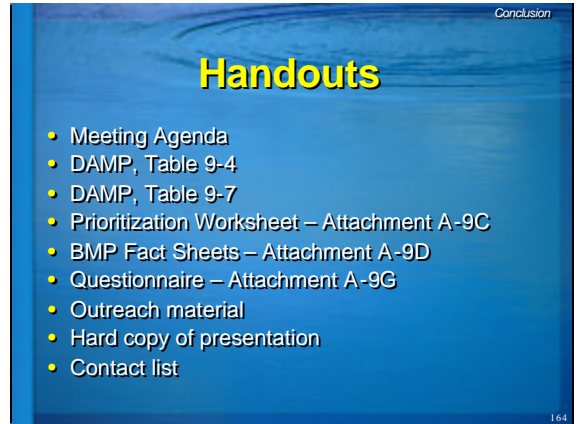 Conclusion
Handouts
• Meeting Agenda
• DAMP, Table 9-4
• DAMP, Table 9-7
• Prioritization Worksheet – Attachment A-9C
• BMP Fact Sheets – Attachment A-9D
• Questionnaire – Attachment A-9G
• Outreach material
• Hard copy of presentation
• Contact list
164